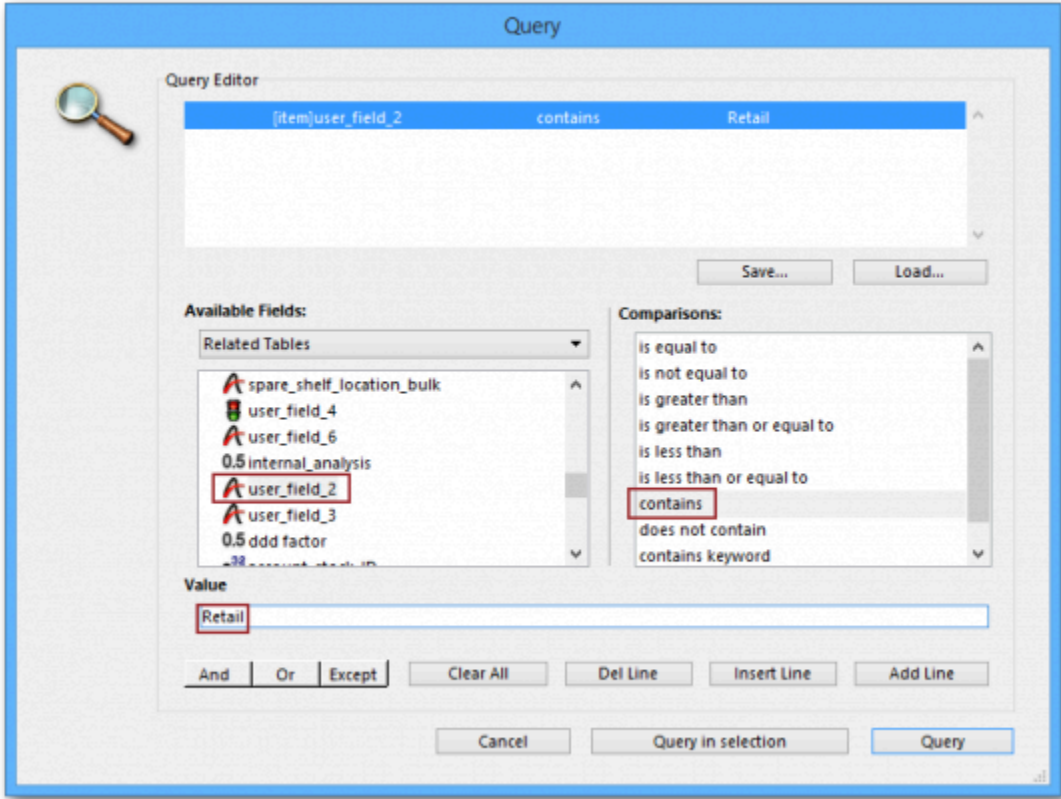 Query
Query Editor
[item]user_field_2 contains Retail
Save... Load...
Available Fields:
Related Tables
spare_shelf_location_bulk
user_field_4
user_field_6
0.5 internal_analysis
user_field_2
user_field_3
0.5 ddd factor
Comparisons:
is equal to
is not equal to
is greater than
is greater than or equal to
is less than
is less than or equal to
contains
does not contain
contains keyword
Value
Retail
And Or Except Clear All Del Line Insert Line Add Line
Cancel Query in selection Query